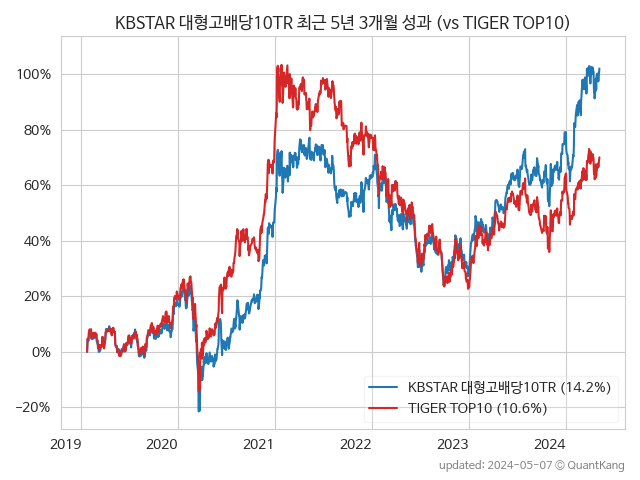 KBSTAR 대형고배당10TR 최근 5년 3개월 성과 (vs TIGER TOP10)
100%
80%
60%
40%
20%
0%
−20%
KBSTAR 대형고배당10TR (14.2%)
TIGER TOP10 (10.6%)
2019 2020 2021 2022 2023 2024
updated: 2024-05-07 © QuantKang